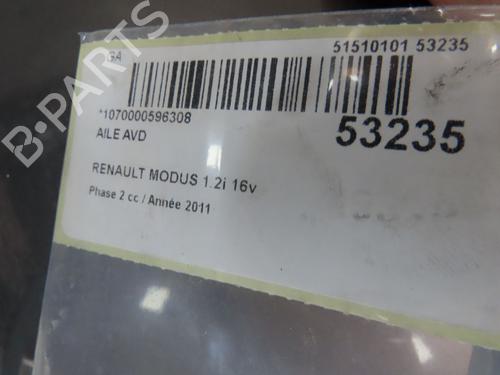 GA
51510101 53235
*1070000596308
53235
AILE AVD
RENAULT MODUS 1.2i 16v
Phase 2 cc / Année 2011
B-PARTS